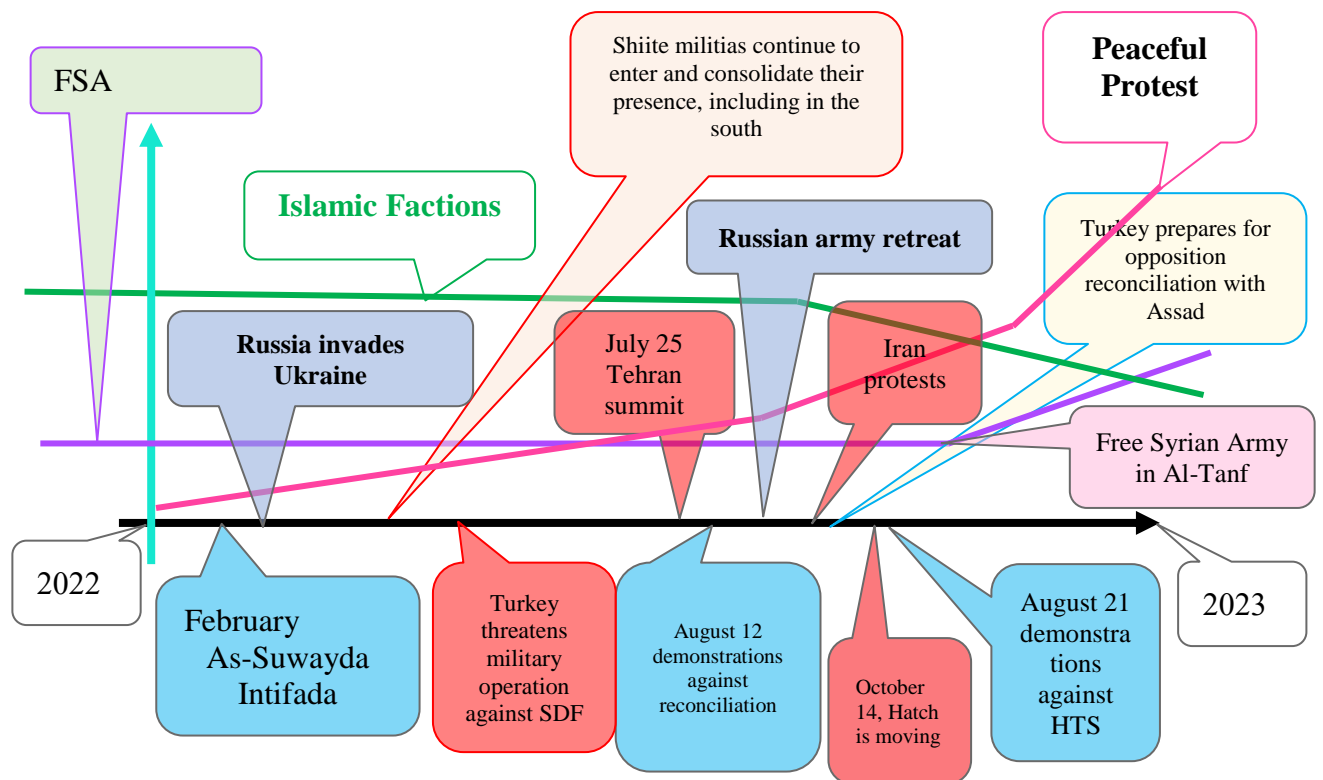 FSA
Shiite militias continue to
enter and consolidate their
presence, including in the
south
Peaceful
Protest
Islamic Factions
Russian army retreat
Turkey prepares for
opposition
reconciliation with
Assad
Russia invades
Ukraine
July 25
Tehran
summit
Iran
protests
Free Syrian Army
in Al-Tanf
2022
2023
February
As-Suwayda
Intifada
Turkey
threatens
military
operation
against SDF
August 12
demonstrations
against
reconciliation
October
14, Hatch
is moving
August 21
demonstra
tions
against
HTS